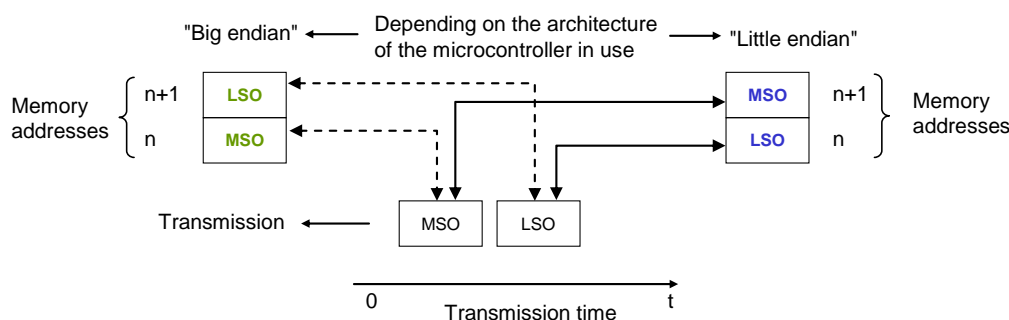 "Big endian"
Depending on the architecture
of the microcontroller in use
"Little endian"
Memory
addresses
n+1
n
LSO
MSO
MSO
LSO
n+1
n
Memory
addresses
Transmission
MSO
LSO
0
t
Transmission time